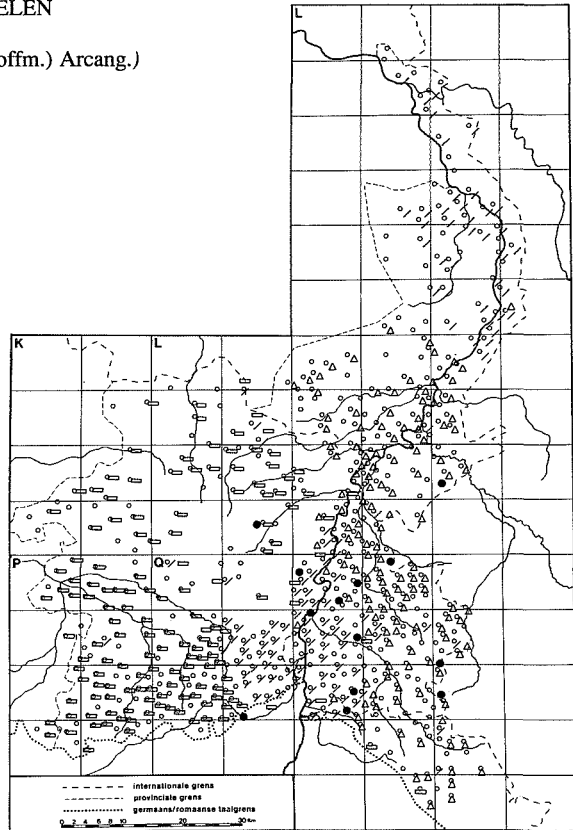 ELEN
offm.) Arcang.)
L
K
L
P
Q
internationale grens
provinciale grens
germaans/romaanse taalgrens
0 2 4 6 8 10 20 30 km